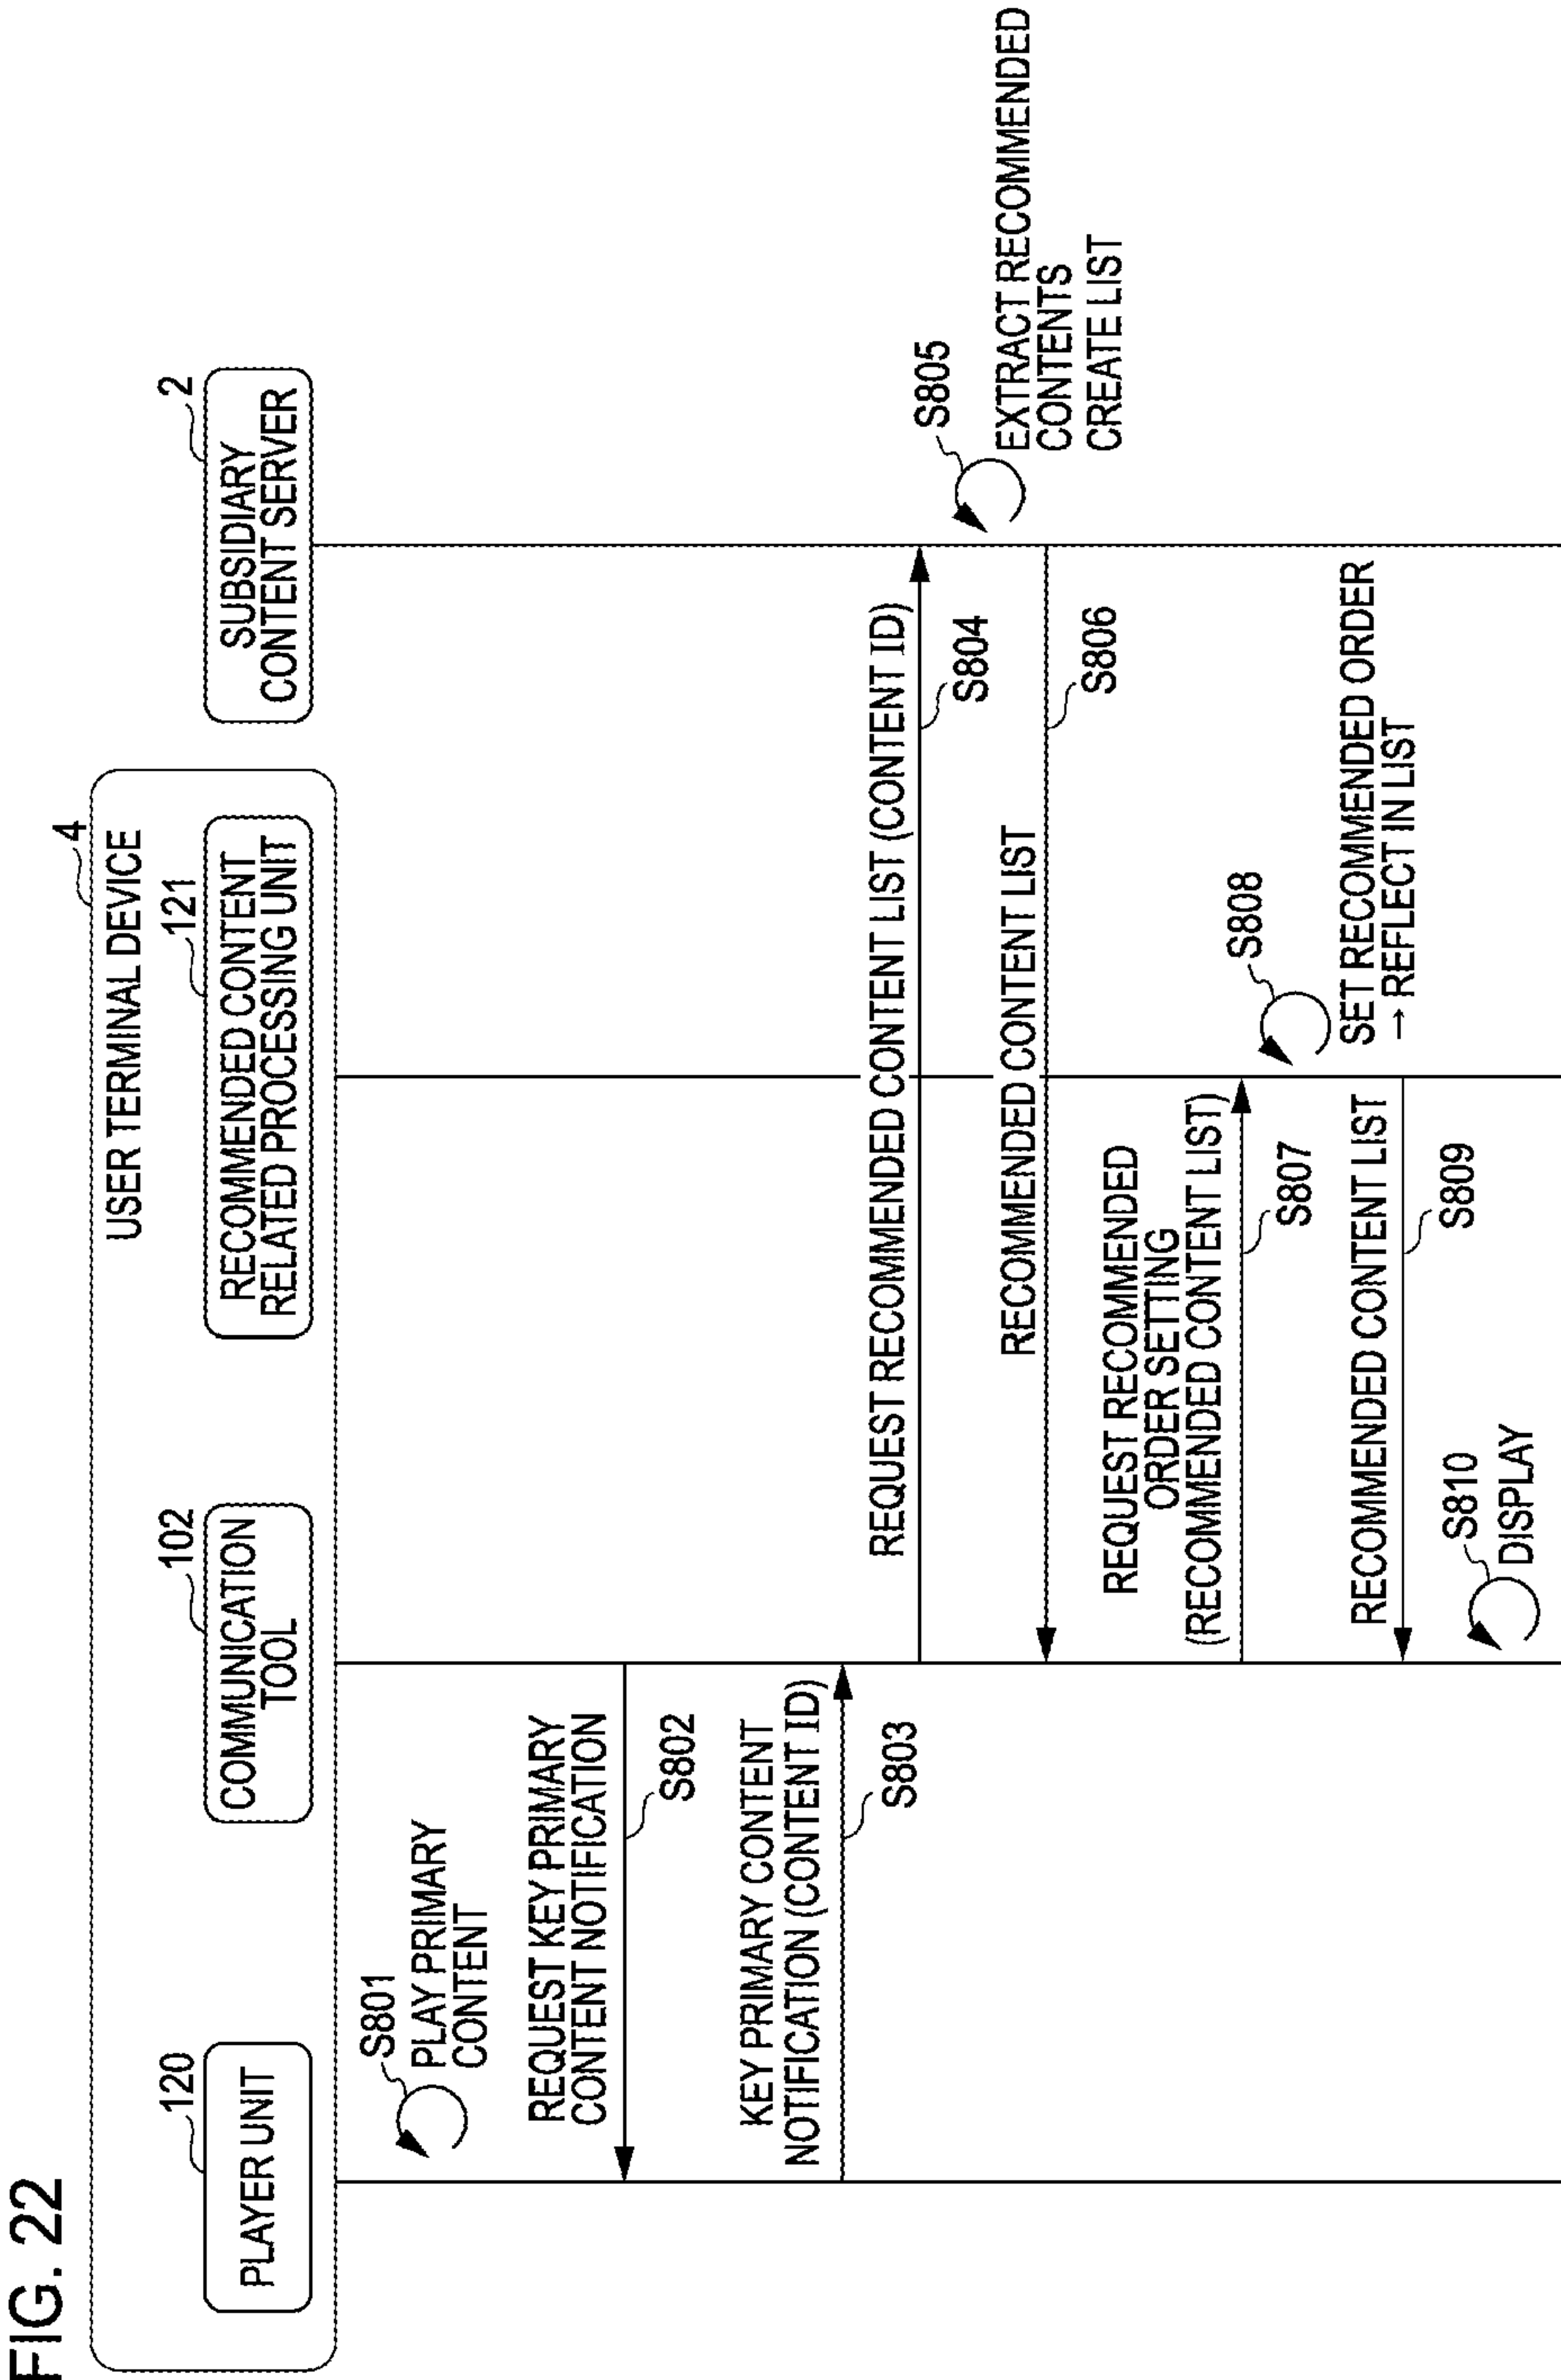 FIG. 22
USER TERMINAL DEVICE
4
120
PLAYER UNIT
102
COMMUNICATION
TOOL
121
RECOMMENDED CONTENT
RELATED PROCESSING UNIT
2
SUBSIDIARY
CONTENT SERVER
S801
PLAY PRIMARY
CONTENT
REQUEST KEY PRIMARY
CONTENT NOTIFICATION
S802
KEY PRIMARY CONTENT
NOTIFICATION (CONTENT ID)
S803
REQUEST RECOMMENDED CONTENT LIST (CONTENT ID)
S804
S805
EXTRACT RECOMMENDED
CONTENTS
CREATE LIST
RECOMMENDED CONTENT LIST
S806
REQUEST RECOMMENDED
ORDER SETTING
(RECOMMENDED CONTENT LIST)
S807
S808
SET RECOMMENDED ORDER
→ REFLECT IN LIST
RECOMMENDED CONTENT LIST
S809
S810
DISPLAY